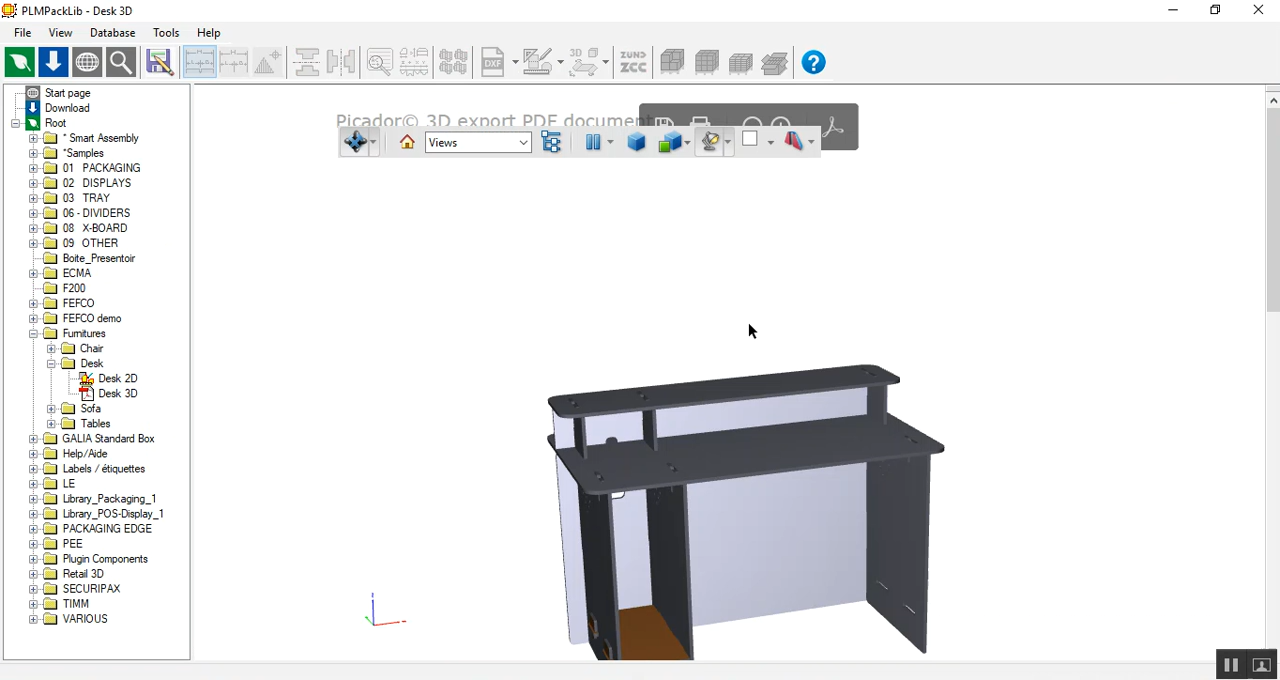 PLMPackLib - Desk 3D
File View Database Tools Help
DXF 3D ZUND ZCC
Start page
Download
Root
* Smart Assembly
*Samples
01 PACKAGING
02 DISPLAYS
03 TRAY
06 - DIVIDERS
08 X-BOARD
09 OTHER
Boite_Presentoir
ECMA
F200
FEFCO
FEFCO demo
Furnitures
Chair
Desk
Desk 2D
Desk 3D
Sofa
Tables
GALIA Standard Box
Help/Aide
Labels / étiquettes
LE
Library_Packaging_1
Library_POS-Display_1
PACKAGING EDGE
PEE
Plugin Components
Retail 3D
SECURIPAX
TIMM
VARIOUS
Picador© 3D export PDF document
Views